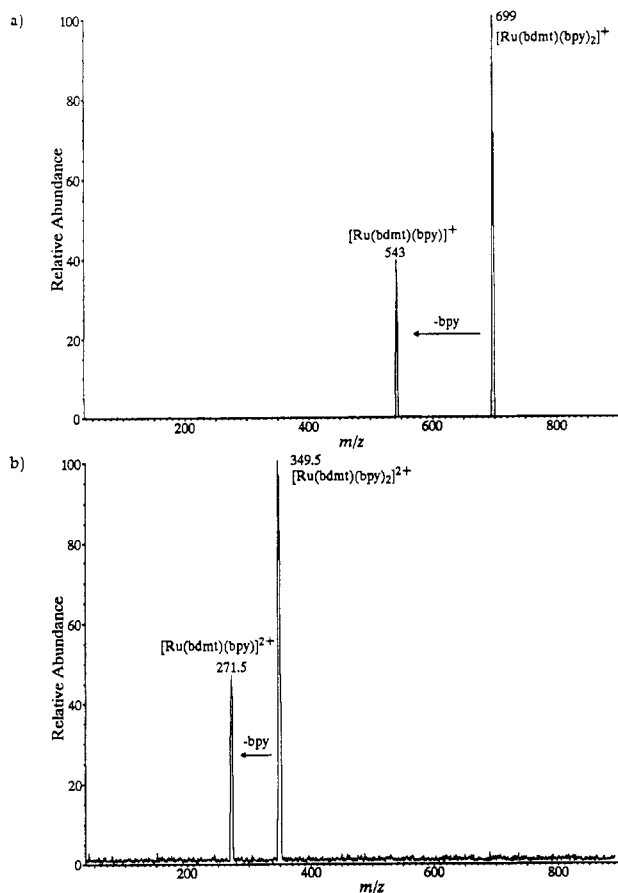 a)
100
80
60
40
20
0
Relative Abundance
699
[Ru(bdmt)(bpy)₂]⁺
[Ru(bdmt)(bpy)]⁺
543
-bpy
200
400
600
800
m/z
b)
100
80
60
40
20
0
Relative Abundance
349.5
[Ru(bdmt)(bpy)₂]²⁺
[Ru(bdmt)(bpy)]²⁺
271.5
-bpy
200
400
600
800
m/z